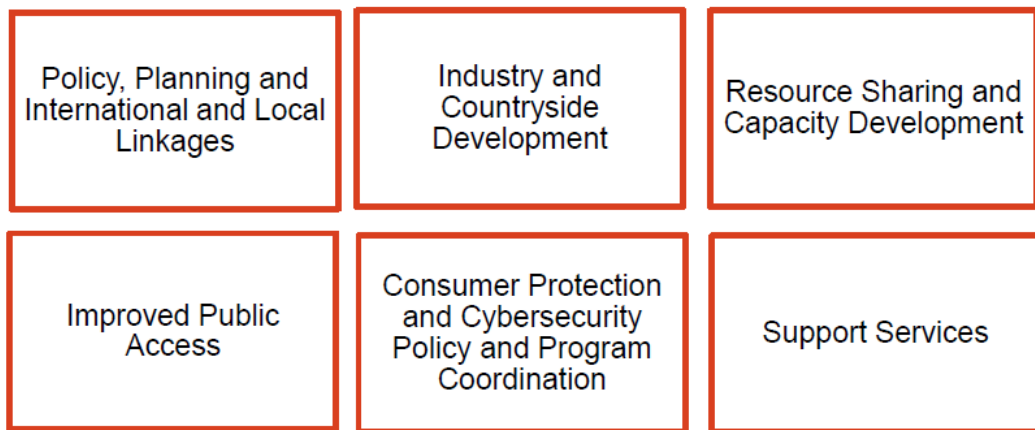 Policy, Planning and
International and Local
Linkages
Industry and
Countryside
Development
Resource Sharing and
Capacity Development
Improved Public
Access
Consumer Protection
and Cybersecurity
Policy and Program
Coordination
Support Services